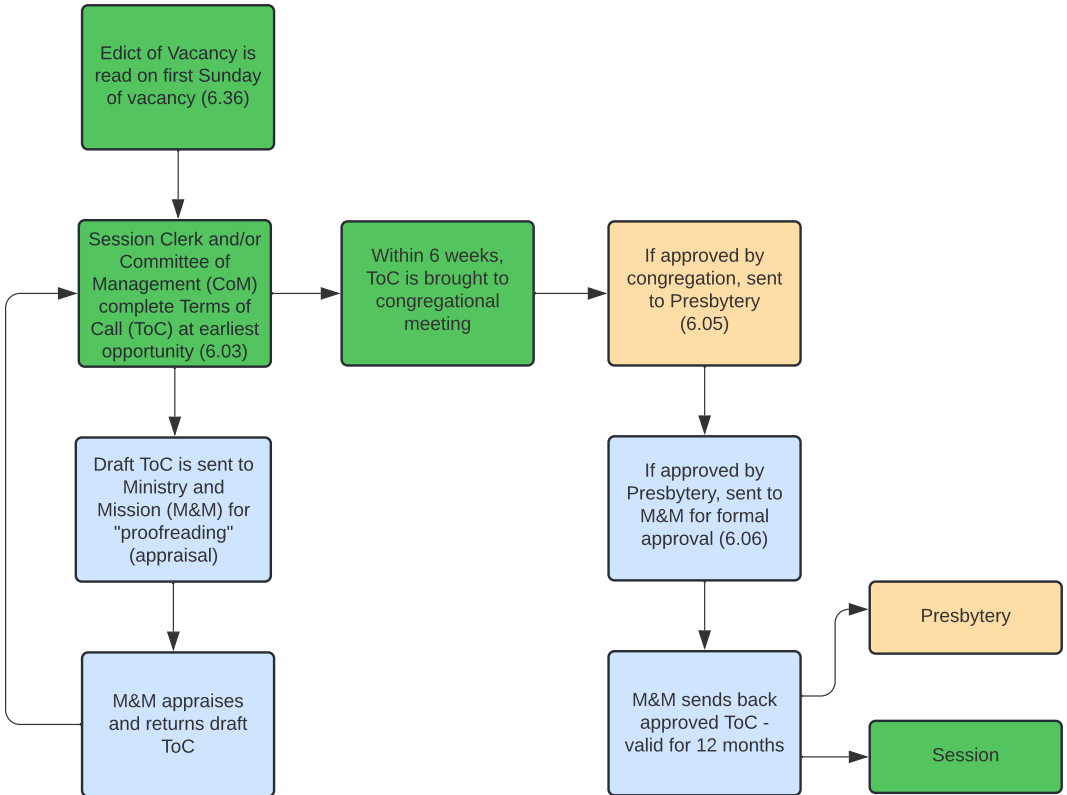 Edict of Vacancy is
read on first Sunday
of vacancy (6.36)
Session Clerk and/or
Committee of
Management (CoM)
complete Terms of
Call (ToC) at earliest
opportunity (6.03)
Within 6 weeks,
ToC is brought to
congregational
meeting
If approved by
congregation, sent
to Presbytery
(6.05)
Draft ToC is sent to
Ministry and
Mission (M&M) for
"proofreading"
(appraisal)
If approved by
Presbytery, sent to
M&M for formal
approval (6.06)
M&M appraises
and returns draft
ToC
M&M sends back
approved ToC -
valid for 12 months
Presbytery
Session